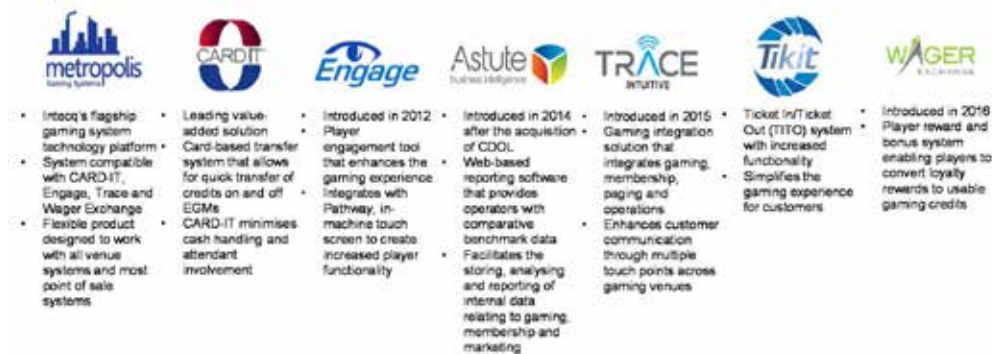 metropolis
Gaming Systems
• Intecq's flagship
gaming system
technology platform
• System compatible
with CARD-IT,
Engage, Trace and
Wager Exchange
• Flexible product
designed to work
with all venue
systems and most
point of sale
systems
CARDIT
• Leading value-
added solution
• Card-based transfer
system that allows
for quick transfer of
credits on and off
EGMs
• CARD-IT minimises
cash handling and
attendant
involvement
Engage
• Introduced in 2012
• Player
engagement tool
that enhances the
gaming experience
• Integrates with
Pathway, in-
machine touch
screen to create
increased player
functionality
Astute
business intelligence
• Introduced in 2014
after the acquisition
of CDOL
• Web-based
reporting software
that provides
operators with
comparative
benchmark data
• Facilitates the
storing, analysing
and reporting of
internal data
relating to gaming,
membership and
marketing
TRACE
INTUITIVE
• Introduced in 2015
• Gaming integration
solution that
integrates gaming,
membership,
paging and
operations
• Enhances customer
communication
through multiple
touch points across
gaming venues
Tikit
• Ticket In/Ticket
Out (TITO) system
with increased
functionality
• Simplifies the
gaming experience
for customers
WAGER
EXCHANGE
• Introduced in 2016
• Player reward and
bonus system
enabling players to
convert loyalty
rewards to usable
gaming credits